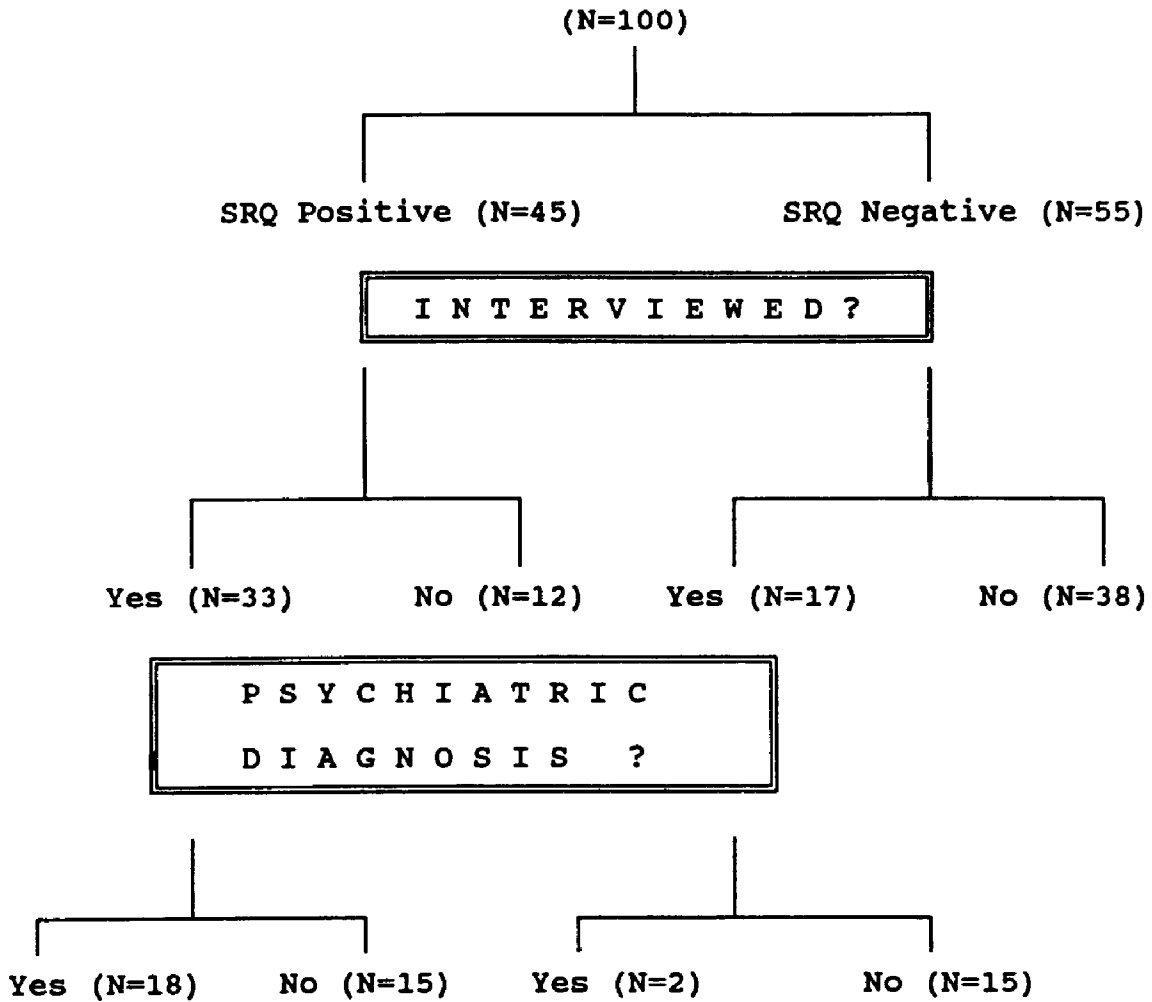 (N=100)
SRQ Positive (N=45) SRQ Negative (N=55)
I N T E R V I E W E D ?
Yes (N=33) No (N=12) Yes (N=17) No (N=38)
P S Y C H I A T R I C
D I A G N O S I S ?
Yes (N=18) No (N=15) Yes (N=2) No (N=15)